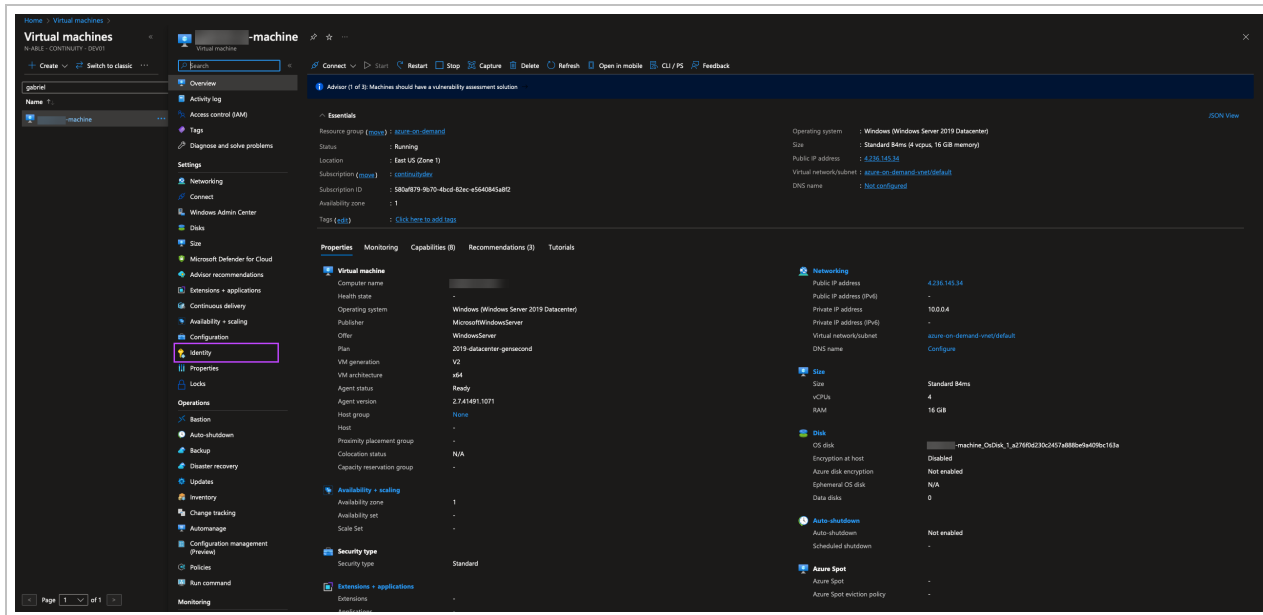 Home > Virtual machines >
Virtual machines
N-ABLE - CONTINUITY - DEV01
+ Create
Switch to classic
gabriel
Name ↑
-machine
Page 1 of 1
-machine
Virtual machine
Search
Overview
Activity log
Access control (IAM)
Tags
Diagnose and solve problems
Settings
Networking
Connect
Windows Admin Center
Disks
Size
Microsoft Defender for Cloud
Advisor recommendations
Extensions + applications
Continuous delivery
Availability + scaling
Configuration
Identity
Properties
Locks
Operations
Bastion
Auto-shutdown
Backup
Disaster recovery
Updates
Inventory
Change tracking
Automanage
Configuration management
(Preview)
Policies
Run command
Monitoring
Connect Start Restart Stop Capture Delete Refresh Open in mobile CLI / PS Feedback
Advisor (1 of 3): Machines should have a vulnerability assessment solution
Essentials
JSON View
Resource group (move) : azure-on-demand
Status : Running
Location : East US (Zone 1)
Subscription (move) : continuitydev
Subscription ID : 580af879-9b70-4bcd-82ec-e5640845a8f2
Availability zone : 1
Tags (edit) : Click here to add tags
Operating system : Windows (Windows Server 2019 Datacenter)
Size : Standard B4ms (4 vcpus, 16 GiB memory)
Public IP address : 4.236.145.34
Virtual network/subnet : azure-on-demand-vnet/default
DNS name : Not configured
Properties Monitoring Capabilities (8) Recommendations (3) Tutorials
Virtual machine
Computer name
Health state -
Operating system Windows (Windows Server 2019 Datacenter)
Publisher MicrosoftWindowsServer
Offer WindowsServer
Plan 2019-datacenter-gensecond
VM generation V2
VM architecture x64
Agent status Ready
Agent version 2.7.41491.1071
Host group None
Host -
Proximity placement group -
Colocation status N/A
Capacity reservation group -
Availability + scaling
Availability zone 1
Availability set -
Scale Set -
Security type
Security type Standard
Extensions + applications
Extensions -
Applications -
Networking
Public IP address 4.236.145.34
Public IP address (IPv6) -
Private IP address 10.0.0.4
Private IP address (IPv6) -
Virtual network/subnet azure-on-demand-vnet/default
DNS name Configure
Size
Size Standard B4ms
vCPUs 4
RAM 16 GiB
Disk
OS disk -machine_OsDisk_1_a276f0d230c2457a888be9a409bc163a
Encryption at host Disabled
Azure disk encryption Not enabled
Ephemeral OS disk N/A
Data disks 0
Auto-shutdown
Auto-shutdown Not enabled
Scheduled shutdown -
Azure Spot
Azure Spot -
Azure Spot eviction policy -